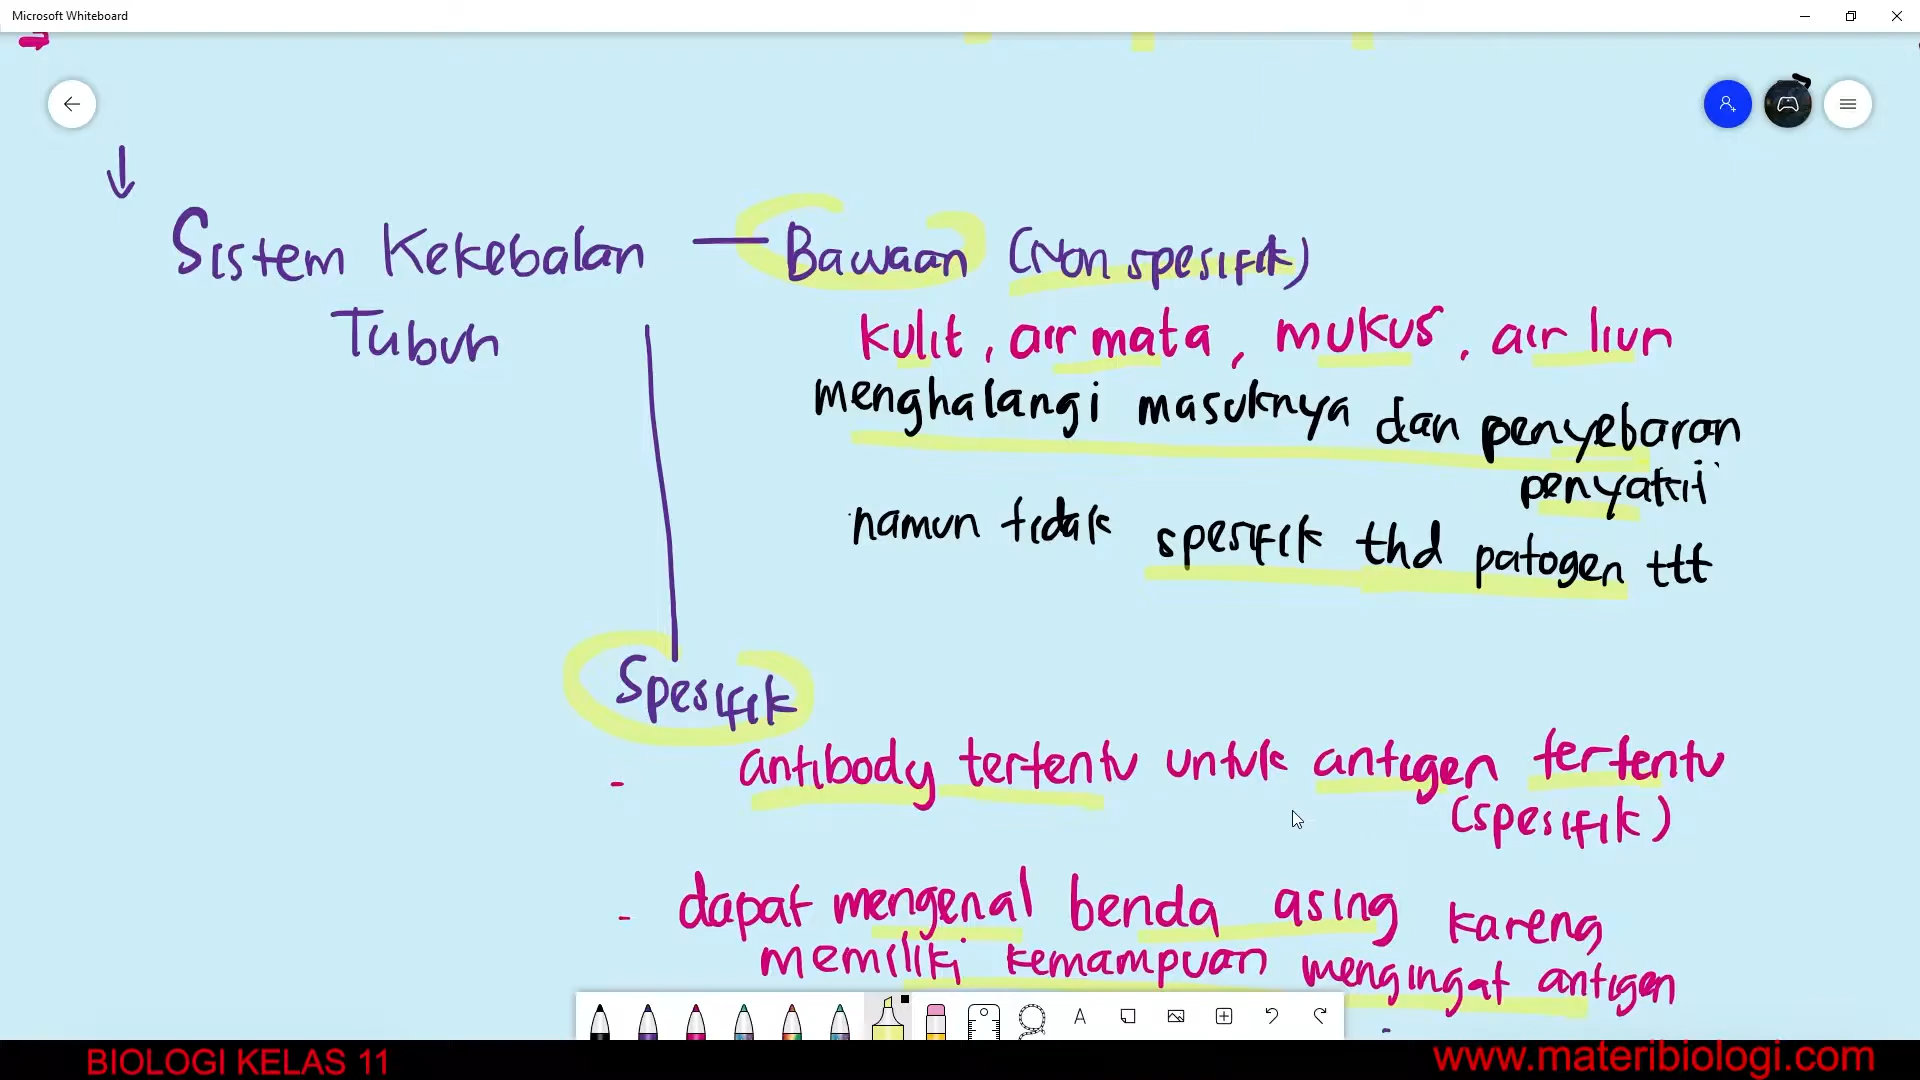 Microsoft Whiteboard
Sistem Kekebalan — Bawaan (Non spesifik)
Tubuh
kulit, air mata, mukus, air liur
menghalangi masuknya dan penyebaran
penyakit
namun tidak spesifik thd patogen ttt
Spesifik
- antibody tertentu untuk antigen tertentu
(spesifik)
- dapat mengenal benda asing karena
memiliki kemampuan mengingat antigen
BIOLOGI KELAS 11
www.materibiologi.com